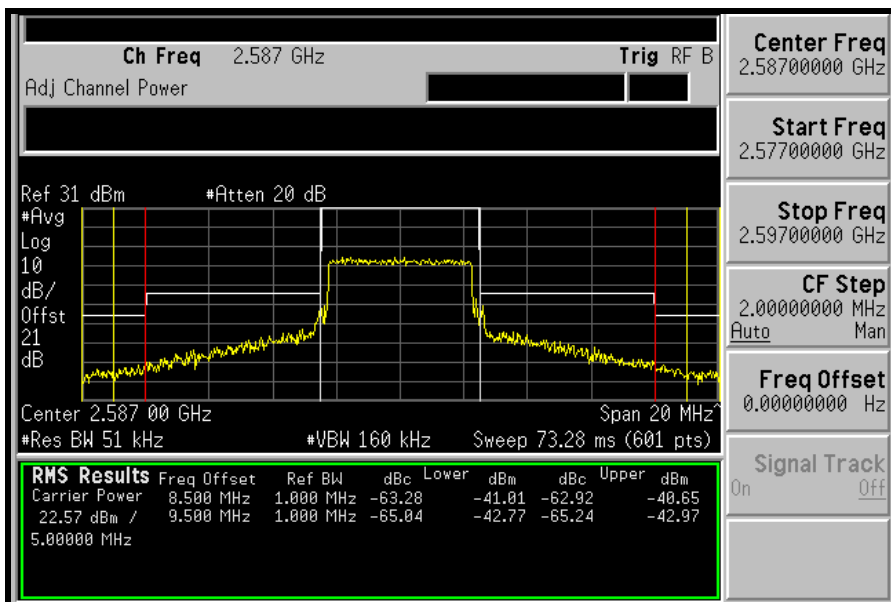 Ch Freq 2.587 GHz Trig RF B
Adj Channel Power
Ref 31 dBm #Atten 20 dB
#Avg
Log
10
dB/
Offst
21
dB
Center 2.587 00 GHz Span 20 MHz^
#Res BW 51 kHz #VBW 160 kHz Sweep 73.28 ms (601 pts)
RMS Results Freq Offset Ref BW dBc Lower dBm dBc Upper dBm
Carrier Power 8.500 MHz 1.000 MHz -63.28 -41.01 -62.92 -40.65
22.57 dBm / 9.500 MHz 1.000 MHz -65.04 -42.77 -65.24 -42.97
5.00000 MHz
Center Freq
2.58700000 GHz
Start Freq
2.57700000 GHz
Stop Freq
2.59700000 GHz
CF Step
2.00000000 MHz
Auto Man
Freq Offset
0.00000000 Hz
Signal Track
On Off